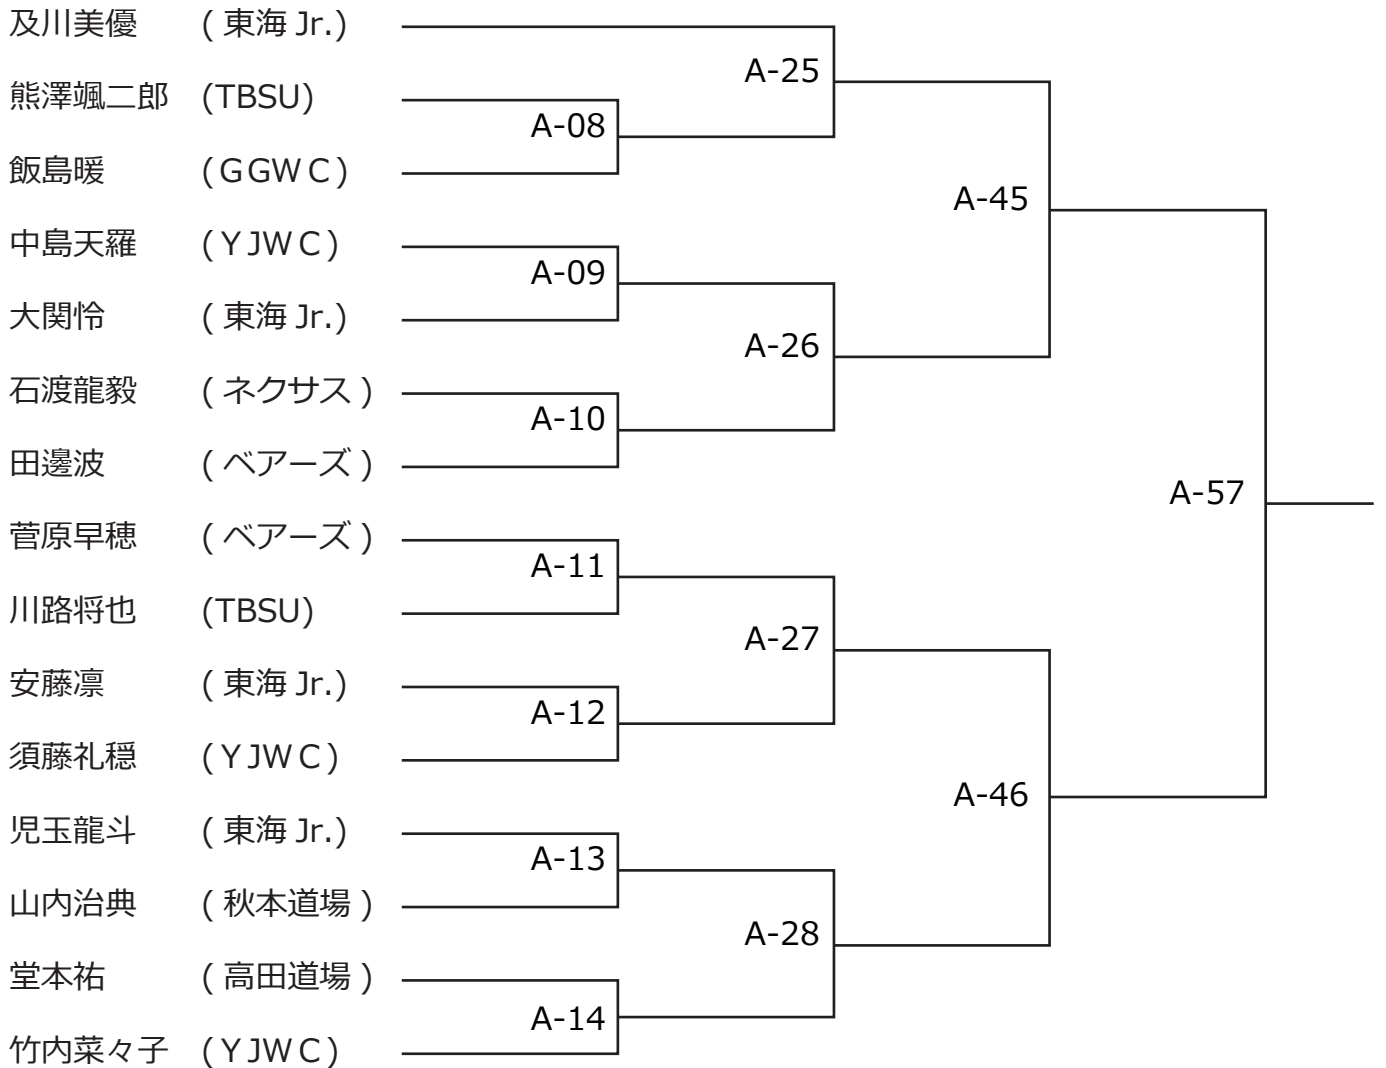 及川美優 ( 東海 Jr.)
A-25
熊澤颯二郎 (TBSU)
A-08
飯島暖 (GGWC)
A-45
中島天羅 (YJWC)
A-09
大関怜 ( 東海 Jr.)
A-26
石渡龍毅 ( ネクサス )
A-10
田邊波 ( ベアーズ )
A-57
菅原早穂 ( ベアーズ )
A-11
川路将也 (TBSU)
A-27
安藤凛 ( 東海 Jr.)
A-12
須藤礼穏 (YJWC)
A-46
児玉龍斗 ( 東海 Jr.)
A-13
山内治典 ( 秋本道場 )
A-28
堂本祐 ( 高田道場 )
A-14
竹内菜々子 (YJWC)